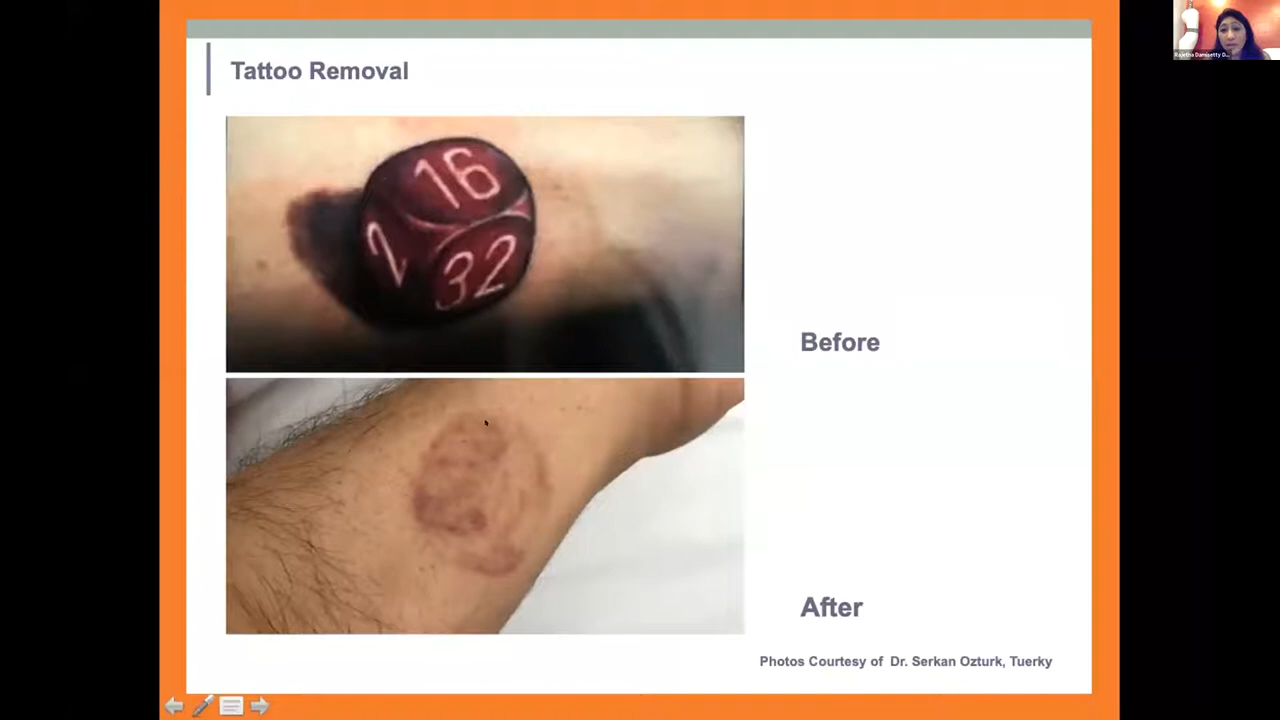 Tattoo Removal
16
2
32
Before
After
Photos Courtesy of Dr. Serkan Ozturk, Tuerky